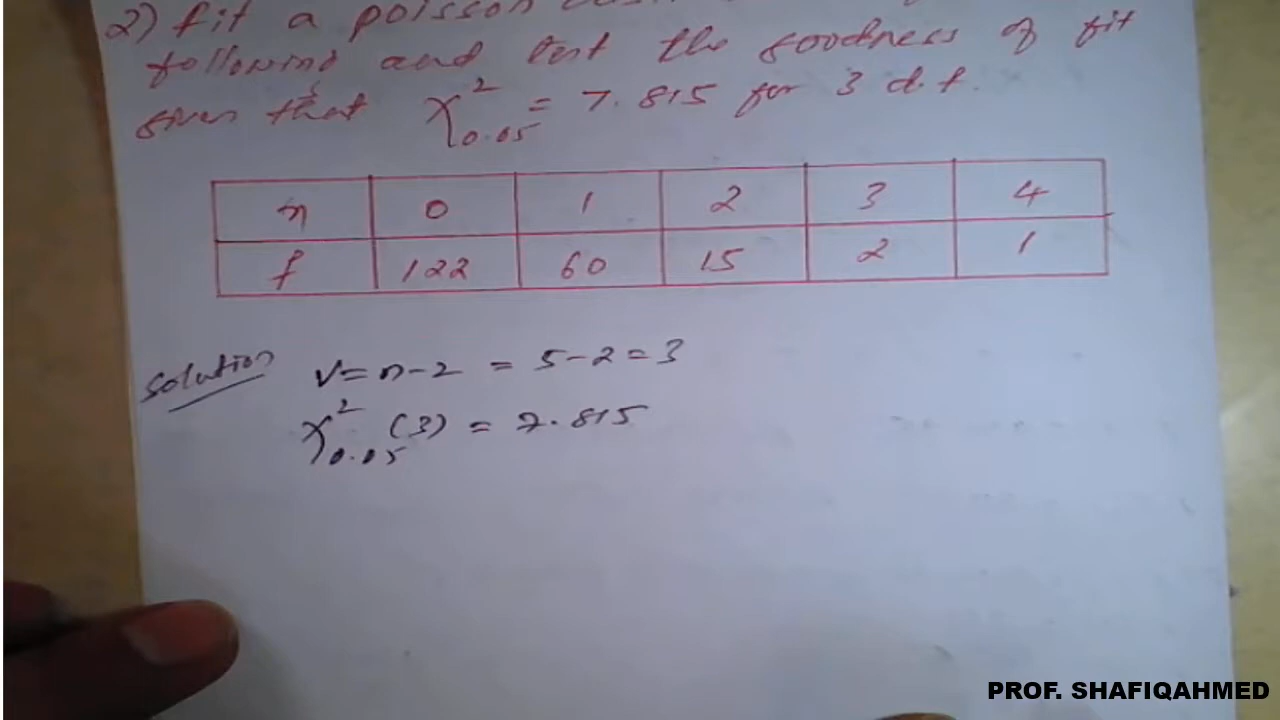 2) fit a poisson
following and test the goodness of fit
given that χ²0.05 = 7.815 for 3 d.f.
x 0 1 2 3 4
f 122 60 15 2 1
Solution ν = n-2 = 5-2 = 3
χ²0.05 (3) = 7.815
PROF. SHAFIQAHMED